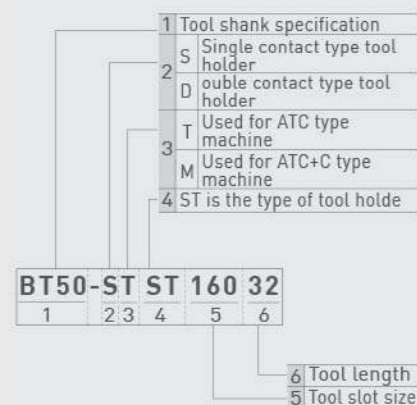 1 Tool shank specification
2
S Single contact type tool
holder
D ouble contact type tool
holder
3
T Used for ATC type
machine
M Used for ATC+C type
machine
4 ST is the type of tool holde
BT50-ST ST 160 32
1 2 3 4 5 6
6 Tool length
5 Tool slot size